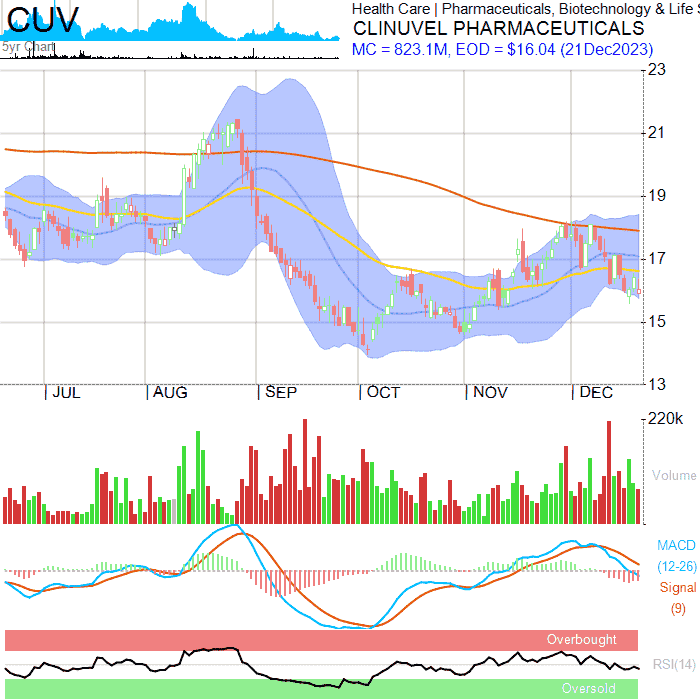 CUV
5yr Chart
Health Care | Pharmaceuticals, Biotechnology & Life S
CLINUVEL PHARMACEUTICALS
MC = 823.1M, EOD = $16.04 (21Dec2023)
23
21
19
17
15
13
JUL AUG SEP OCT NOV DEC
220k
Volume
MACD
(12-26)
Signal
(9)
Overbought
RSI(14)
Oversold